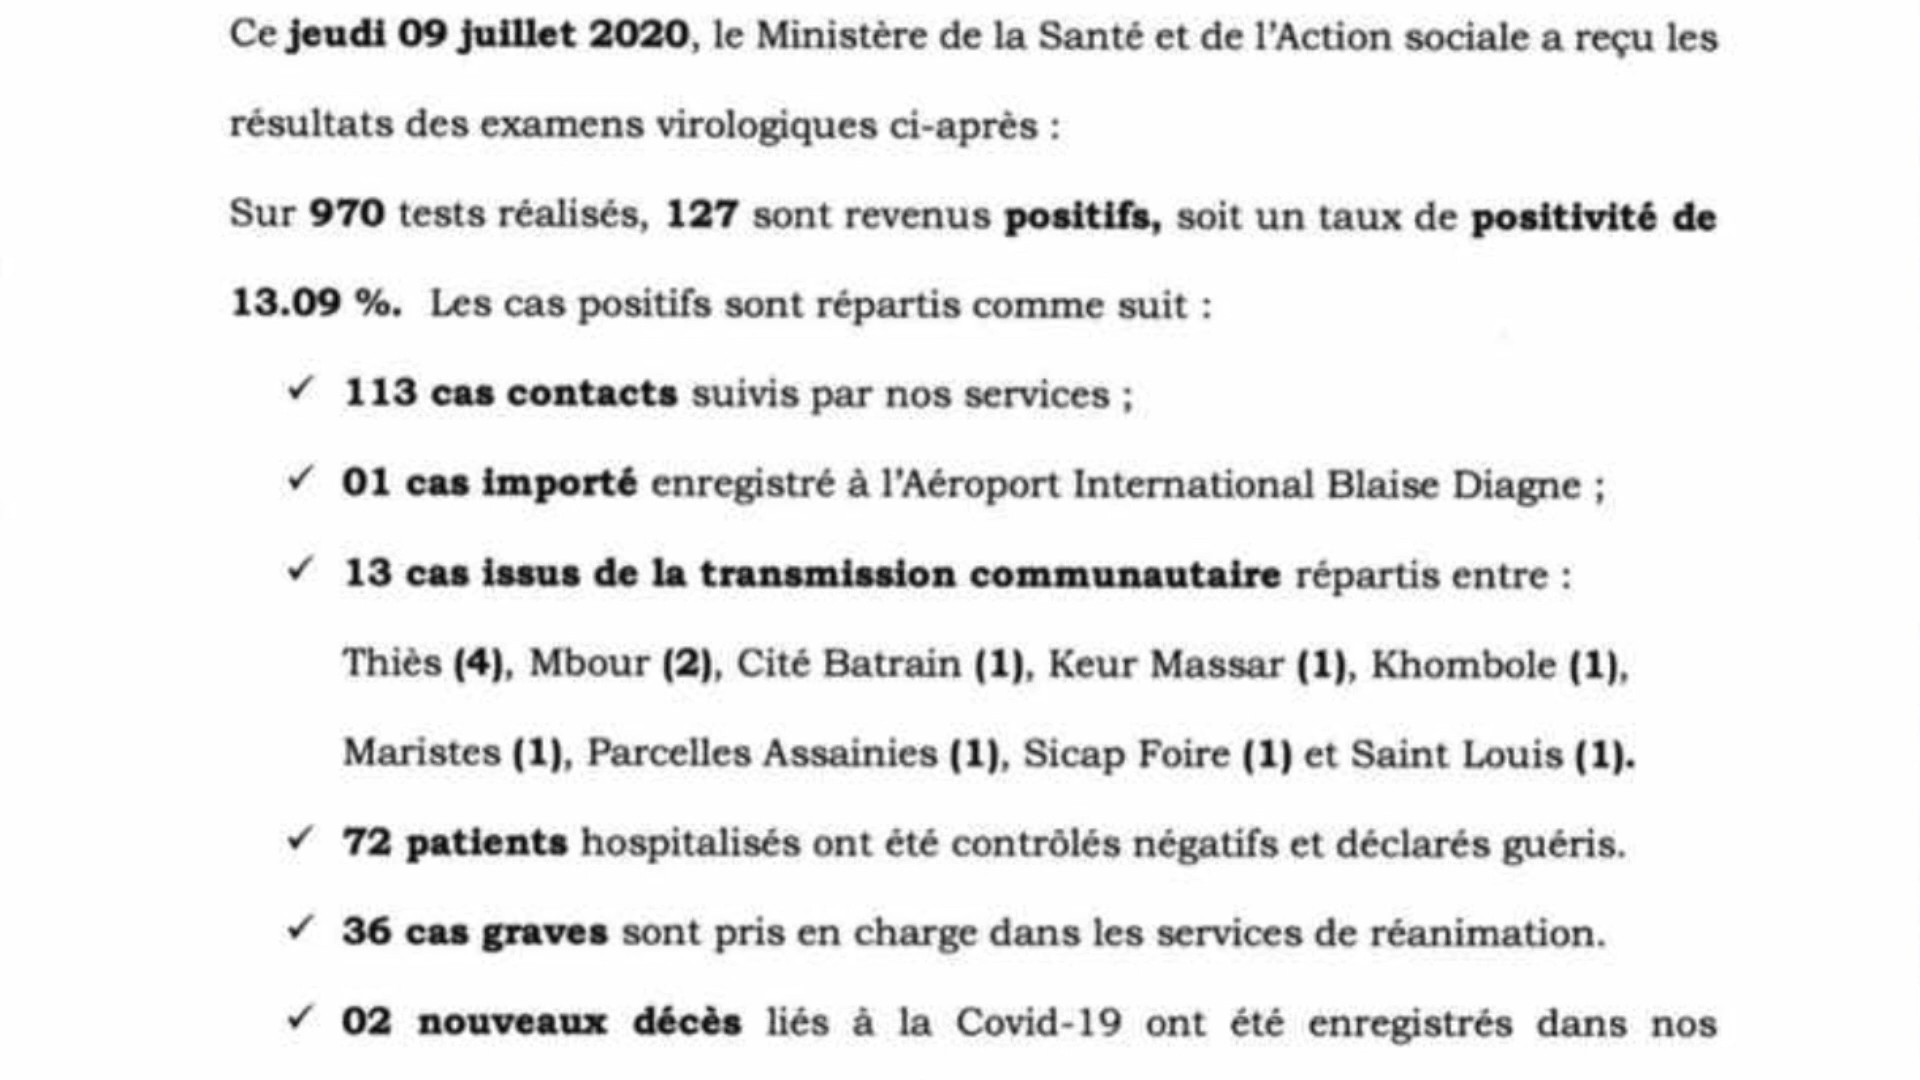 Ce jeudi 09 juillet 2020, le Ministère de la Santé et de l'Action sociale a reçu les
résultats des examens virologiques ci-après :
Sur 970 tests réalisés, 127 sont revenus positifs, soit un taux de positivité de
13.09 %. Les cas positifs sont répartis comme suit :
✓ 113 cas contacts suivis par nos services ;
✓ 01 cas importé enregistré à l'Aéroport International Blaise Diagne ;
✓ 13 cas issus de la transmission communautaire répartis entre :
Thiès (4), Mbour (2), Cité Batrain (1), Keur Massar (1), Khombole (1),
Maristes (1), Parcelles Assainies (1), Sicap Foire (1) et Saint Louis (1).
✓ 72 patients hospitalisés ont été contrôlés négatifs et déclarés guéris.
✓ 36 cas graves sont pris en charge dans les services de réanimation.
✓ 02 nouveaux décès liés à la Covid-19 ont été enregistrés dans nos